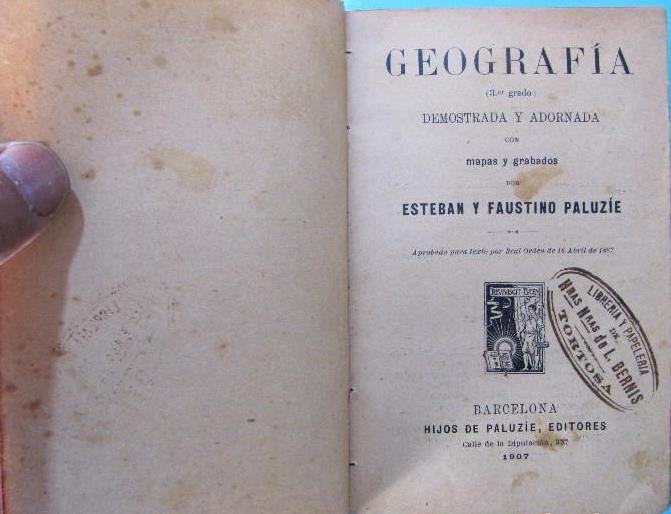 GEOGRAFÍA
(3.er grado)
DEMOSTRADA Y ADORNADA
CON
mapas y grabados
POR
ESTEBAN Y FAUSTINO PALUZÍE
Aprobada para texto por Real Orden de 16 Abril de 1887
LIBRERIA Y PAPELERIA
DE
Hnas Nras de L. BERNIS
TORTOSA
BARCELONA
HIJOS DE PALUZÍE, EDITORES
Calle de la Diputación, 337
1907